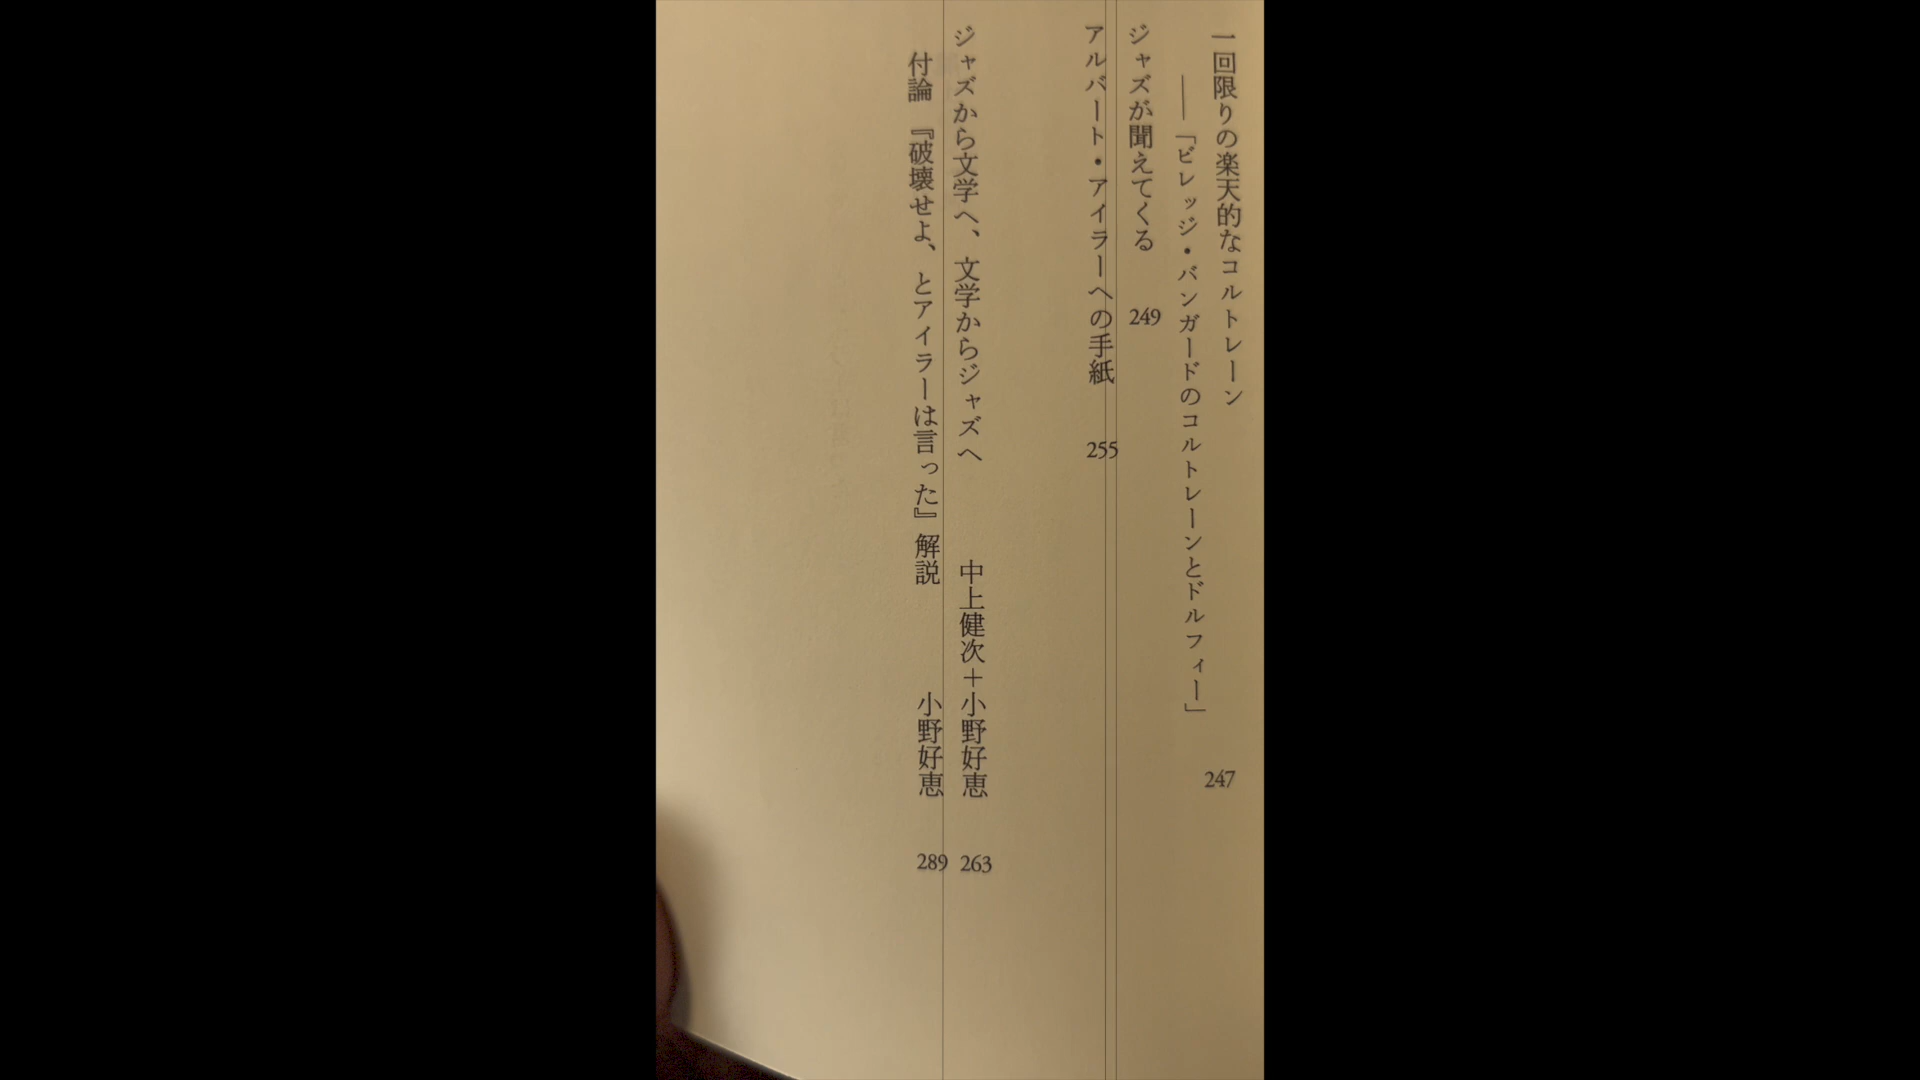 一回限りの楽天的なコルトレーン
――「ビレッジ・バンガードのコルトレーンとドルフィー」 247
ジャズが聞えてくる 249
アルバート・アイラーへの手紙 255
ジャズから文学へ、文学からジャズへ 中上健次+小野好恵 263
付論 『破壊せよ、とアイラーは言った』解説 小野好恵 289